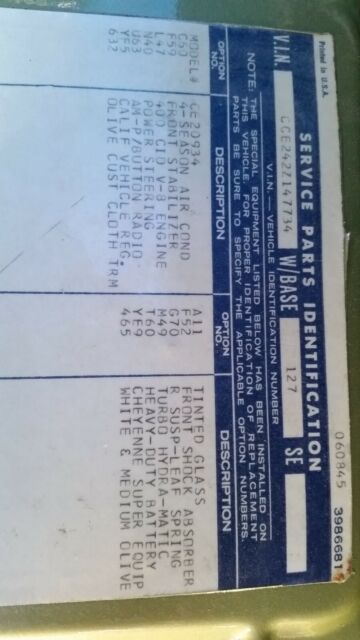 Printed in U.S.A.
060845 3986681
SERVICE PARTS IDENTIFICATION
V.I.N. CCE242Z147734 W/BASE 127 SE
V.I.N. — VEHICLE IDENTIFICATION NUMBER
NOTE: THE SPECIAL EQUIPMENT LISTED BELOW HAS BEEN INSTALLED ON
THIS VEHICLE. FOR PROPER IDENTIFICATION OF REPLACEMENT
PARTS BE SURE TO SPECIFY THE APPLICABLE OPTION NUMBERS.
OPTION NO. DESCRIPTION OPTION NO. DESCRIPTION
MODEL# CE20934 A11 TINTED GLASS
C60 4-SEASON AIR COND F52 FRONT SHOCK ABSORBER
F59 FRONT STABILIZER G70 R SUSP-LEAF SPRING
L47 400 CID V-8 ENGINE M49 TURBO HYDRA-MATIC
N40 POWER STEERING T60 HEAVY-DUTY BATTERY
U63 AM-P/BUTTON RADIO YE9 CHEYENNE SUPER EQUIP
YF5 CALIF VEHICLE REG. 465 WHITE & MEDIUM OLIVE
632 OLIVE CUST CLOTH TRM